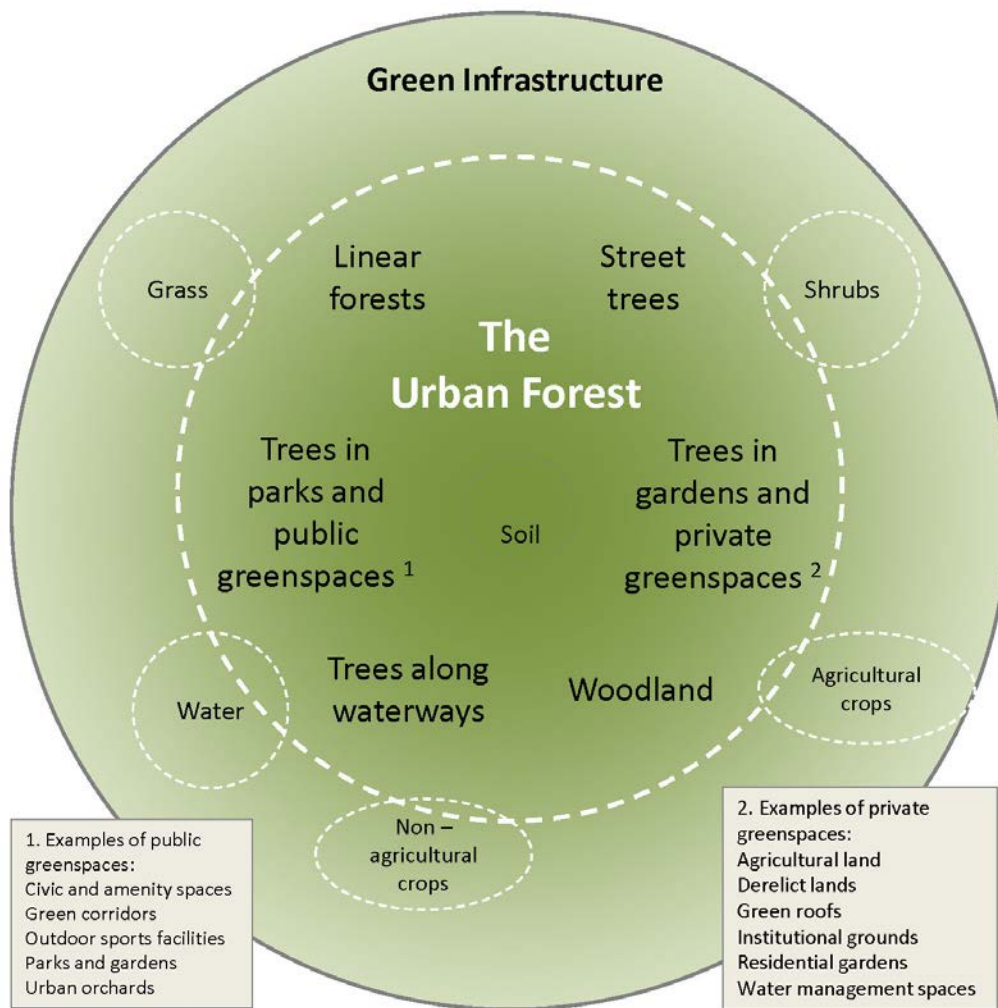 Green Infrastructure
Grass
Linear
forests
Street
trees
Shrubs
The
Urban Forest
Trees in
parks and
public
greenspaces 1
Soil
Trees in
gardens and
private
greenspaces 2
Water
Trees along
waterways
Woodland
Agricultural
crops
Non –
agricultural
crops
1. Examples of public
greenspaces:
Civic and amenity spaces
Green corridors
Outdoor sports facilities
Parks and gardens
Urban orchards
2. Examples of private
greenspaces:
Agricultural land
Derelict lands
Green roofs
Institutional grounds
Residential gardens
Water management spaces